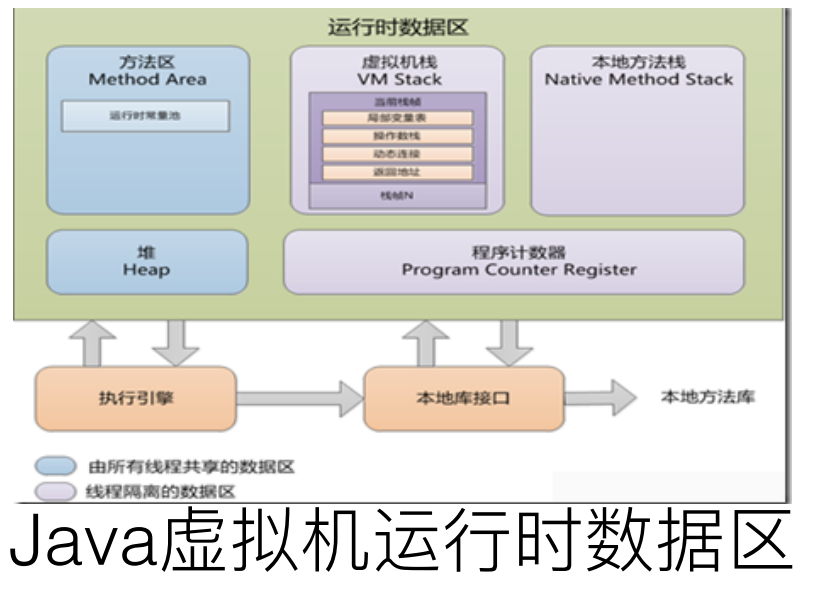 运行时数据区
方法区
Method Area
运行时常量池
虚拟机栈
VM Stack
当前栈帧
局部变量表
操作数栈
动态连接
返回地址
栈帧N
本地方法栈
Native Method Stack
堆
Heap
程序计数器
Program Counter Register
执行引擎
本地库接口
本地方法库
由所有线程共享的数据区
线程隔离的数据区
Java虚拟机运行时数据区